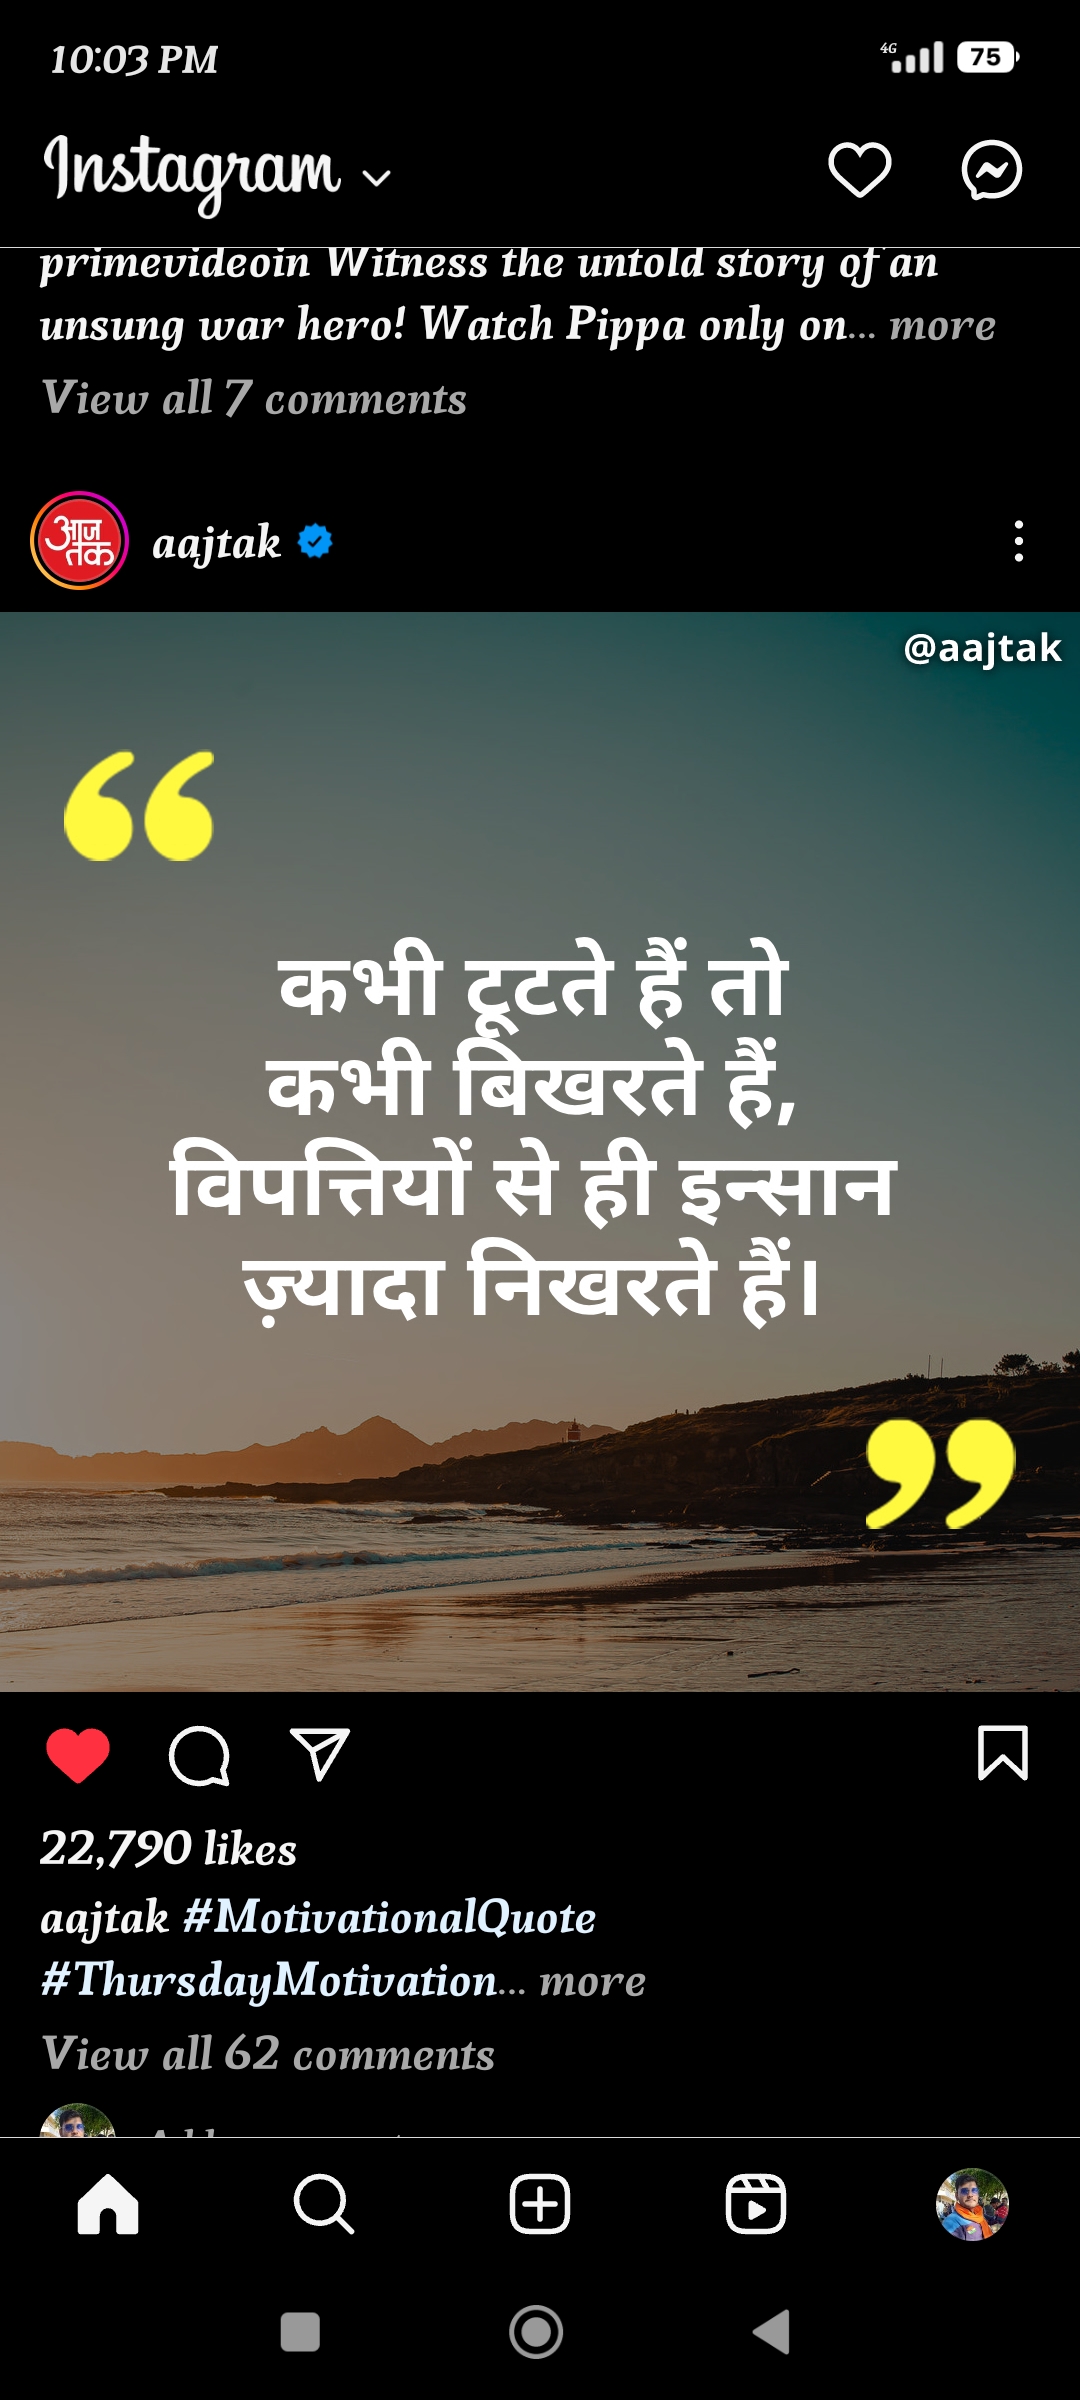 10:03 PM
4G
75
Instagram
primevideoin Witness the untold story of an
unsung war hero! Watch Pippa only on... more
View all 7 comments
आज तक
aajtak
@aajtak
“
कभी टूटते हैं तो
कभी बिखरते हैं,
विपत्तियों से ही इन्सान
ज़्यादा निखरते हैं।
”
22,790 likes
aajtak #MotivationalQuote
#ThursdayMotivation... more
View all 62 comments